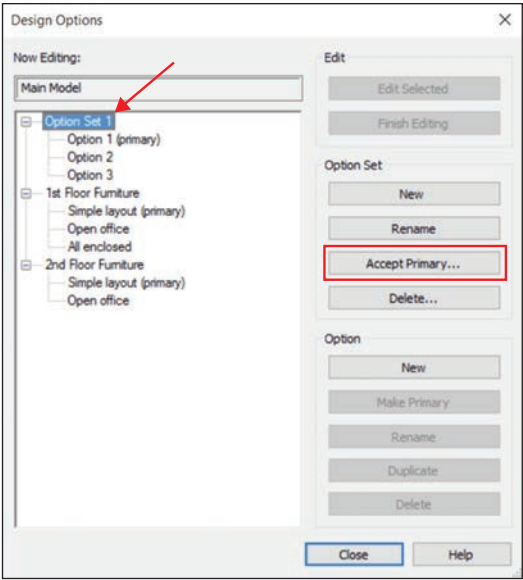 Design Options
Now Editing:
Main Model
Option Set 1
Option 1 (primary)
Option 2
Option 3
1st Floor Furniture
Simple layout (primary)
Open office
All enclosed
2nd Floor Furniture
Simple layout (primary)
Open office
Edit
Edit Selected
Finish Editing
Option Set
New
Rename
Accept Primary...
Delete...
Option
New
Make Primary
Rename
Duplicate
Delete
Close
Help